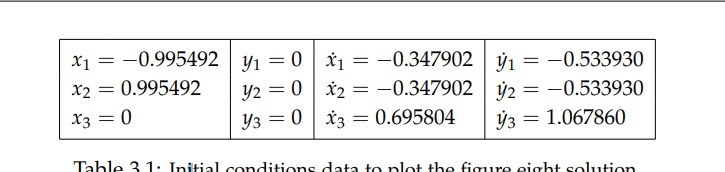 x₁ = −0.995492 y₁ = 0 ẋ₁ = −0.347902 ẏ₁ = −0.533930
x₂ = 0.995492 y₂ = 0 ẋ₂ = −0.347902 ẏ₂ = −0.533930
x₃ = 0 y₃ = 0 ẋ₃ = 0.695804 ẏ₃ = 1.067860
Table 3.1: Initial conditions data to plot the figure eight solution